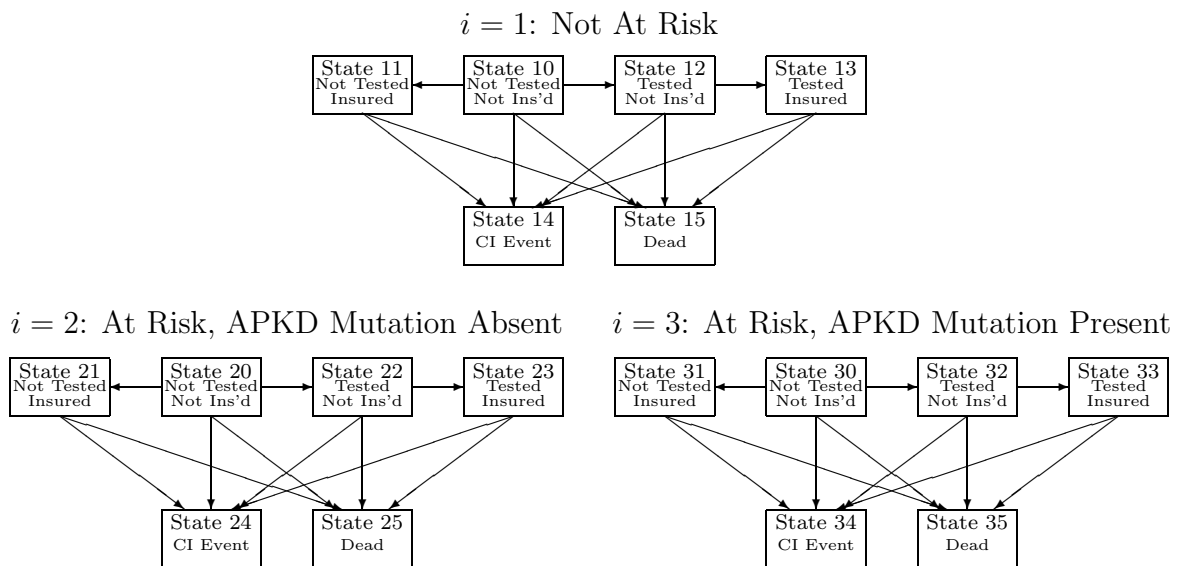 i = 1: Not At Risk
State 11
Not Tested
Insured
State 10
Not Tested
Not Ins'd
State 12
Tested
Not Ins'd
State 13
Tested
Insured
State 14
CI Event
State 15
Dead
i = 2: At Risk, APKD Mutation Absent
State 21
Not Tested
Insured
State 20
Not Tested
Not Ins'd
State 22
Tested
Not Ins'd
State 23
Tested
Insured
State 24
CI Event
State 25
Dead
i = 3: At Risk, APKD Mutation Present
State 31
Not Tested
Insured
State 30
Not Tested
Not Ins'd
State 32
Tested
Not Ins'd
State 33
Tested
Insured
State 34
CI Event
State 35
Dead